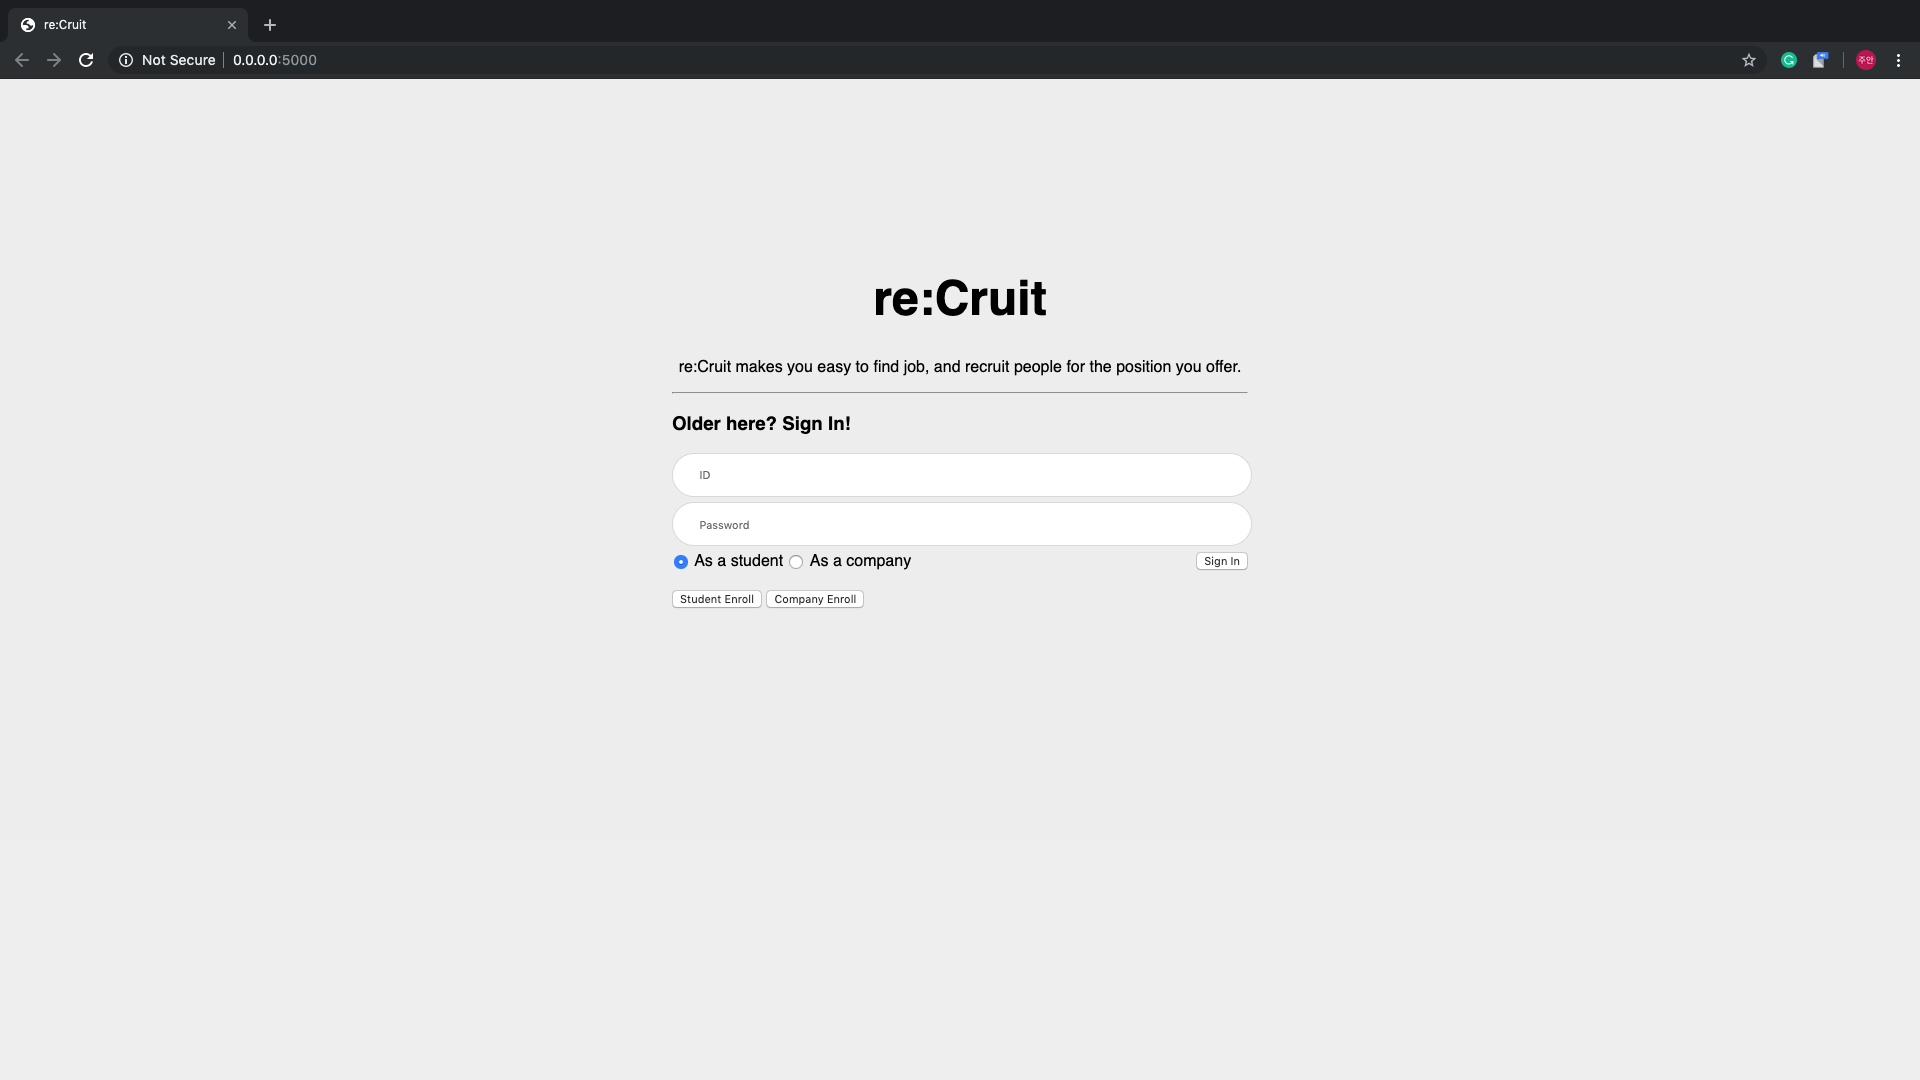 re:Cruit
Not Secure 0.0.0.0:5000
주안
re:Cruit
re:Cruit makes you easy to find job, and recruit people for the position you offer.
Older here? Sign In!
ID
Password
As a student As a company Sign In
Student Enroll Company Enroll